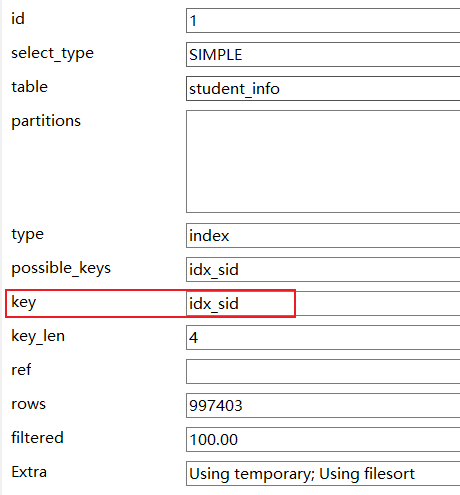 id 1
select_type SIMPLE
table student_info
partitions
type index
possible_keys idx_sid
key idx_sid
key_len 4
ref
rows 997403
filtered 100.00
Extra Using temporary; Using filesort